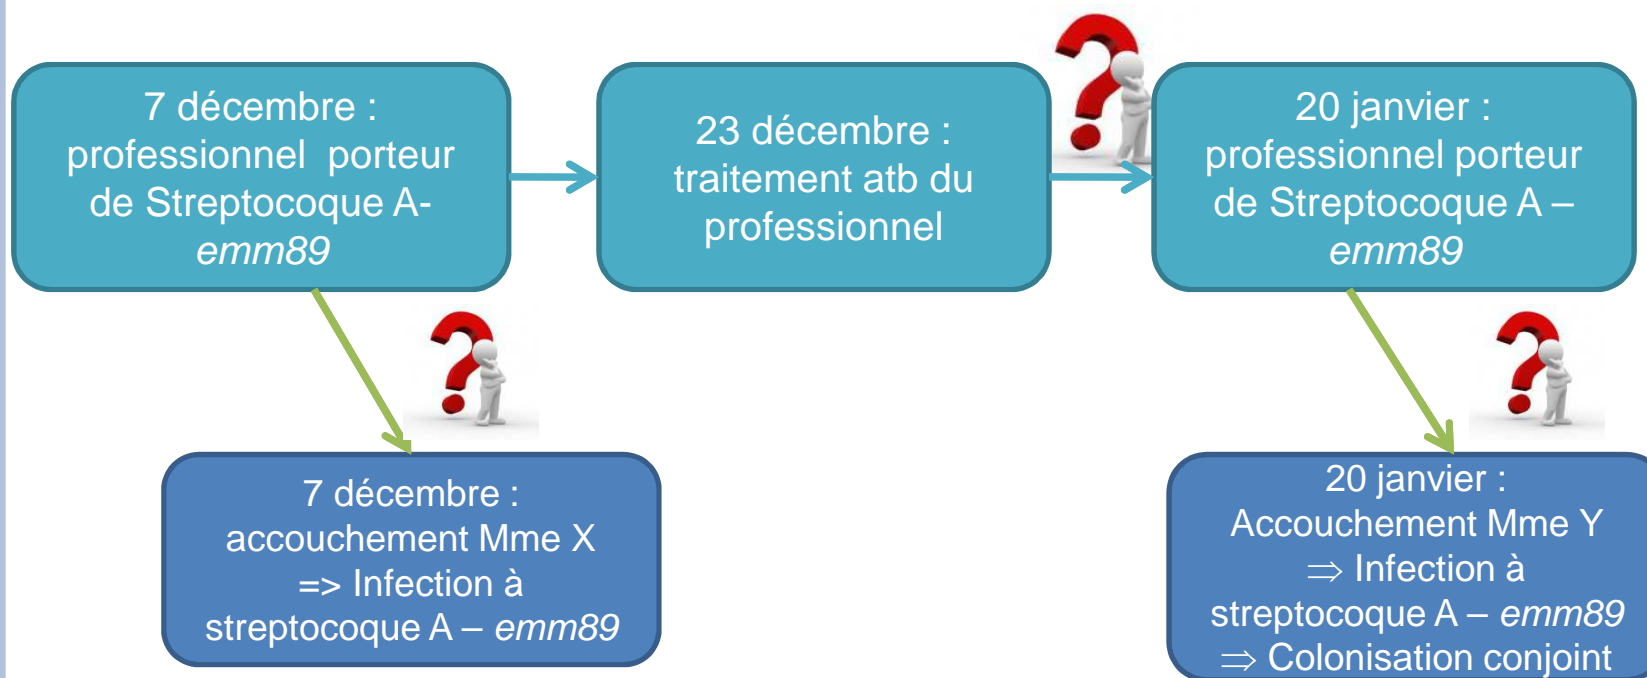 7 décembre :
professionnel porteur
de Streptocoque A-
emm89
23 décembre :
traitement atb du
professionnel
20 janvier :
professionnel porteur
de Streptocoque A –
emm89
7 décembre :
accouchement Mme X
=> Infection à
streptocoque A – emm89
20 janvier :
Accouchement Mme Y
⇒ Infection à
streptocoque A – emm89
⇒ Colonisation conjoint